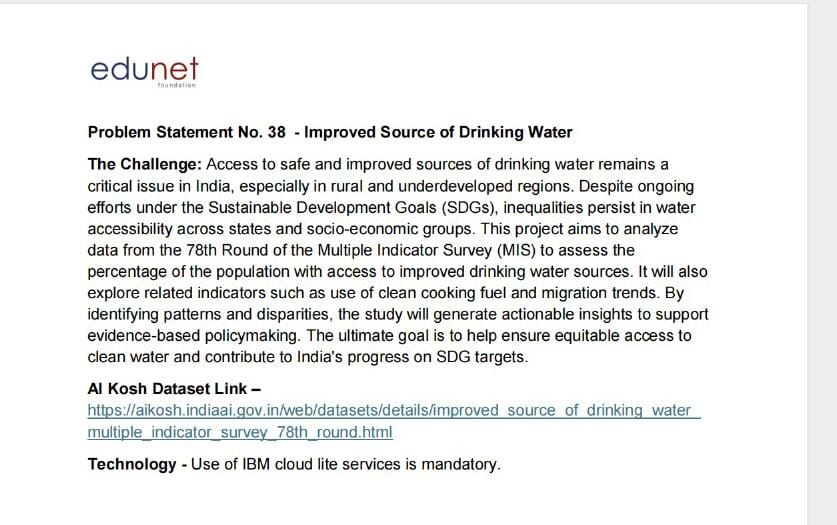 edunet
foundation
Problem Statement No. 38 - Improved Source of Drinking Water
The Challenge: Access to safe and improved sources of drinking water remains a
critical issue in India, especially in rural and underdeveloped regions. Despite ongoing
efforts under the Sustainable Development Goals (SDGs), inequalities persist in water
accessibility across states and socio-economic groups. This project aims to analyze
data from the 78th Round of the Multiple Indicator Survey (MIS) to assess the
percentage of the population with access to improved drinking water sources. It will also
explore related indicators such as use of clean cooking fuel and migration trends. By
identifying patterns and disparities, the study will generate actionable insights to support
evidence-based policymaking. The ultimate goal is to help ensure equitable access to
clean water and contribute to India's progress on SDG targets.
AI Kosh Dataset Link –
https://aikosh.indiaai.gov.in/web/datasets/details/improved_source_of_drinking_water_
multiple_indicator_survey_78th_round.html
Technology - Use of IBM cloud lite services is mandatory.